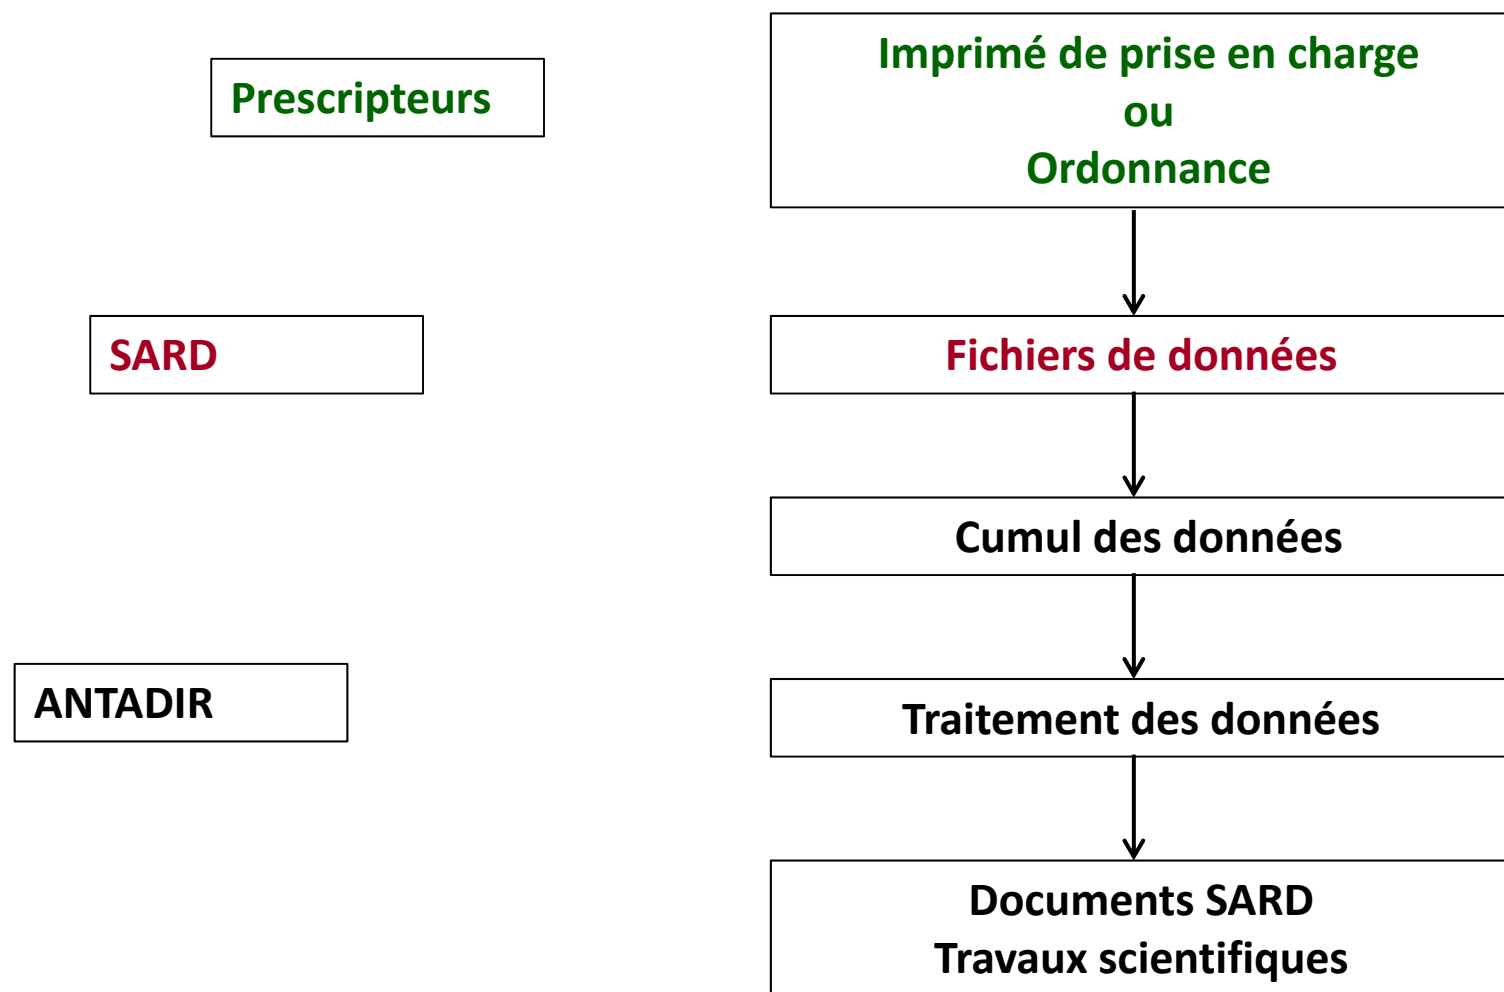 Prescripteurs
Imprimé de prise en charge
ou
Ordonnance
SARD
Fichiers de données
Cumul des données
ANTADIR
Traitement des données
Documents SARD
Travaux scientifiques